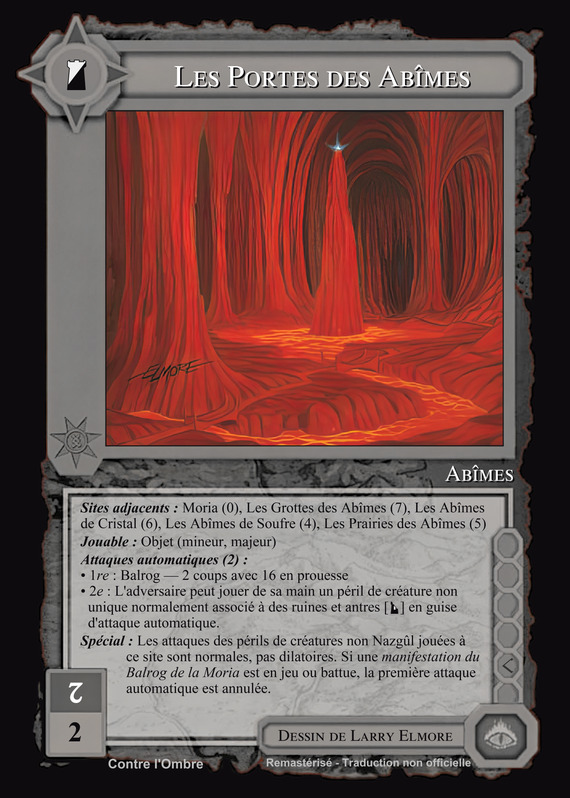 Les Portes des Abîmes
ELMORE
Abîmes
Sites adjacents : Moria (0), Les Grottes des Abîmes (7), Les Abîmes
de Cristal (6), Les Abîmes de Soufre (4), Les Prairies des Abîmes (5)
Jouable : Objet (mineur, majeur)
Attaques automatiques (2) :
• 1re : Balrog — 2 coups avec 16 en prouesse
• 2e : L'adversaire peut jouer de sa main un péril de créature non
unique normalement associé à des ruines et antres [ ] en guise
d'attaque automatique.
Spécial : Les attaques des périls de créatures non Nazgûl jouées à
ce site sont normales, pas dilatoires. Si une manifestation du
Balrog de la Moria est en jeu ou battue, la première attaque
automatique est annulée.
2
Dessin de Larry Elmore
Contre l'Ombre
Remastérisé - Traduction non officielle